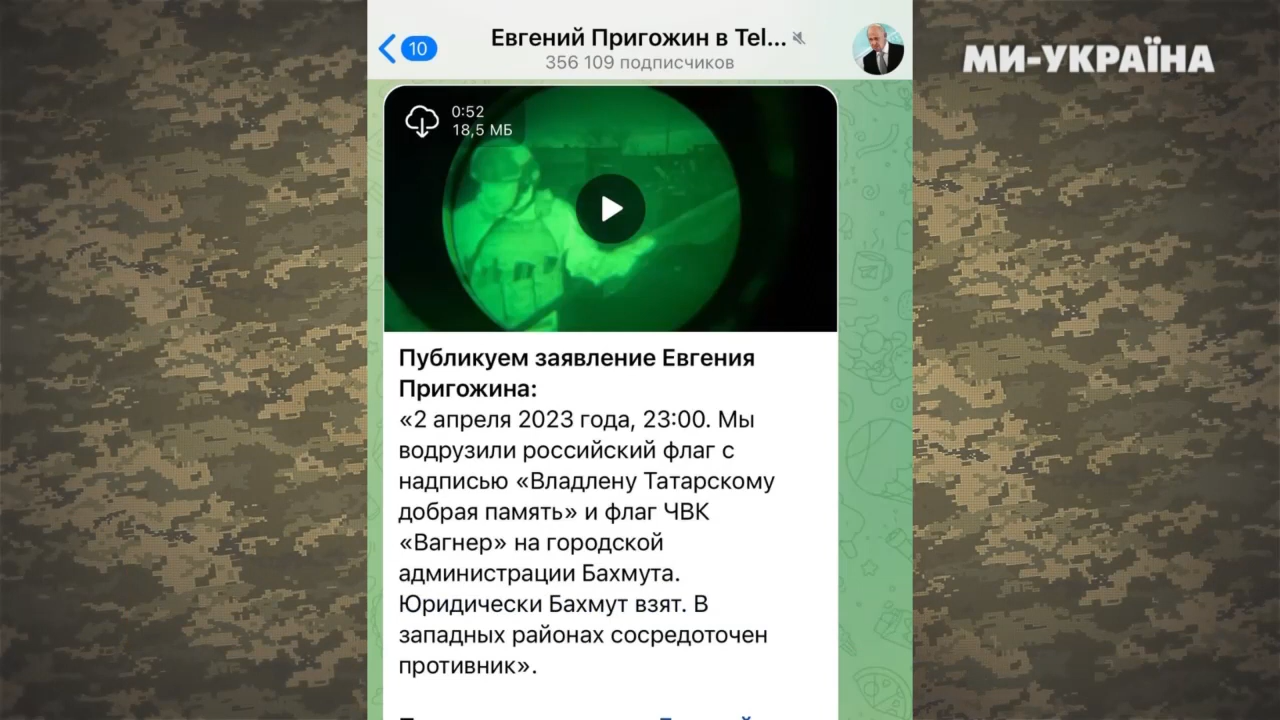 10
Евгений Пригожин в Tel...
356 109 подписчиков
МИ-УКРАЇНА
0:52
18,5 МБ
Публикуем заявление Евгения
Пригожина:
«2 апреля 2023 года, 23:00. Мы
водрузили российский флаг с
надписью «Владлену Татарскому
добрая память» и флаг ЧВК
«Вагнер» на городской
администрации Бахмута.
Юридически Бахмут взят. В
западных районах сосредоточен
противник».